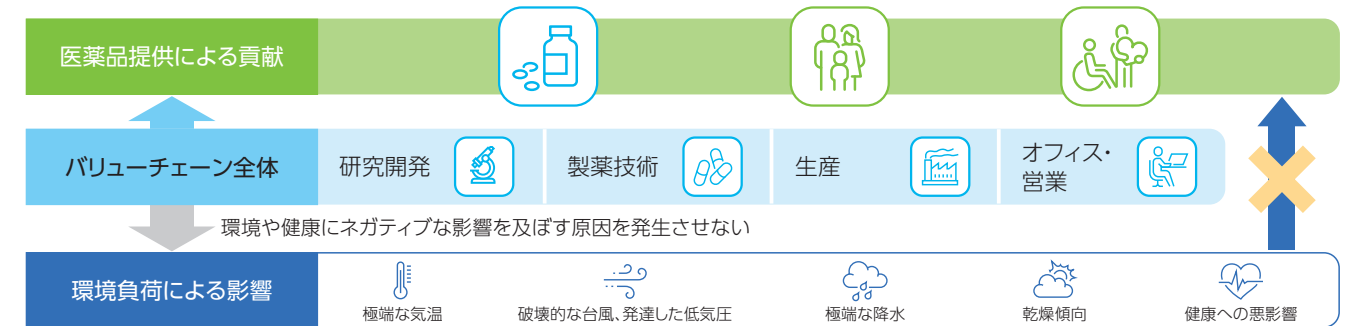 医薬品提供による貢献
バリューチェーン全体
研究開発
製薬技術
生産
オフィス・
営業
環境や健康にネガティブな影響を及ぼす原因を発生させない
環境負荷による影響
極端な気温
破壊的な台風、発達した低気圧
極端な降水
乾燥傾向
健康への悪影響